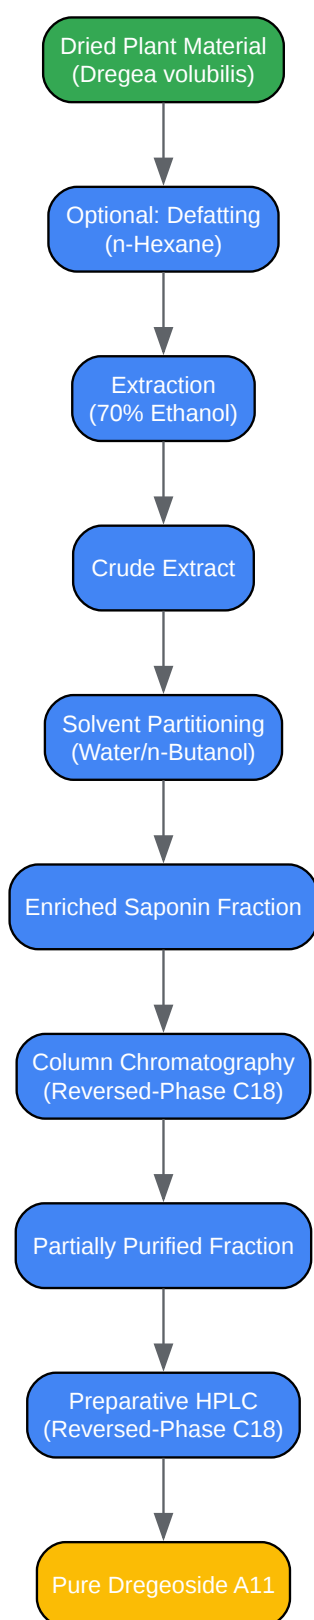 Dried Plant Material
(Dregea volubilis)
Optional: Defatting
(n-Hexane)
Extraction
(70% Ethanol)
Crude Extract
Solvent Partitioning
(Water/n-Butanol)
Enriched Saponin Fraction
Column Chromatography
(Reversed-Phase C18)
Partially Purified Fraction
Preparative HPLC
(Reversed-Phase C18)
Pure Dregeoside A11